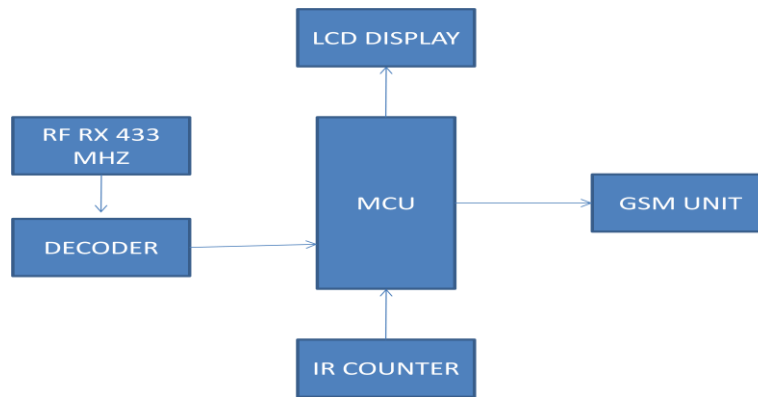 LCD DISPLAY
RF RX 433
MHZ
MCU
GSM UNIT
DECODER
IR COUNTER